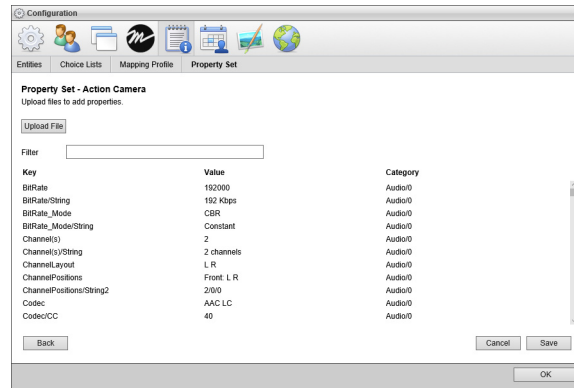 Configuration
Entities Choice Lists Mapping Profile Property Set
Property Set - Action Camera
Upload files to add properties.
Upload File
Filter
Key Value Category
BitRate 192000 Audio/0
BitRate/String 192 Kbps Audio/0
BitRate_Mode CBR Audio/0
BitRate_Mode/String Constant Audio/0
Channel(s) 2 Audio/0
Channel(s)/String 2 channels Audio/0
ChannelLayout L R Audio/0
ChannelPositions Front: L R Audio/0
ChannelPositions/String2 2/0/0 Audio/0
Codec AAC LC Audio/0
Codec/CC 40 Audio/0
Back Cancel Save
OK